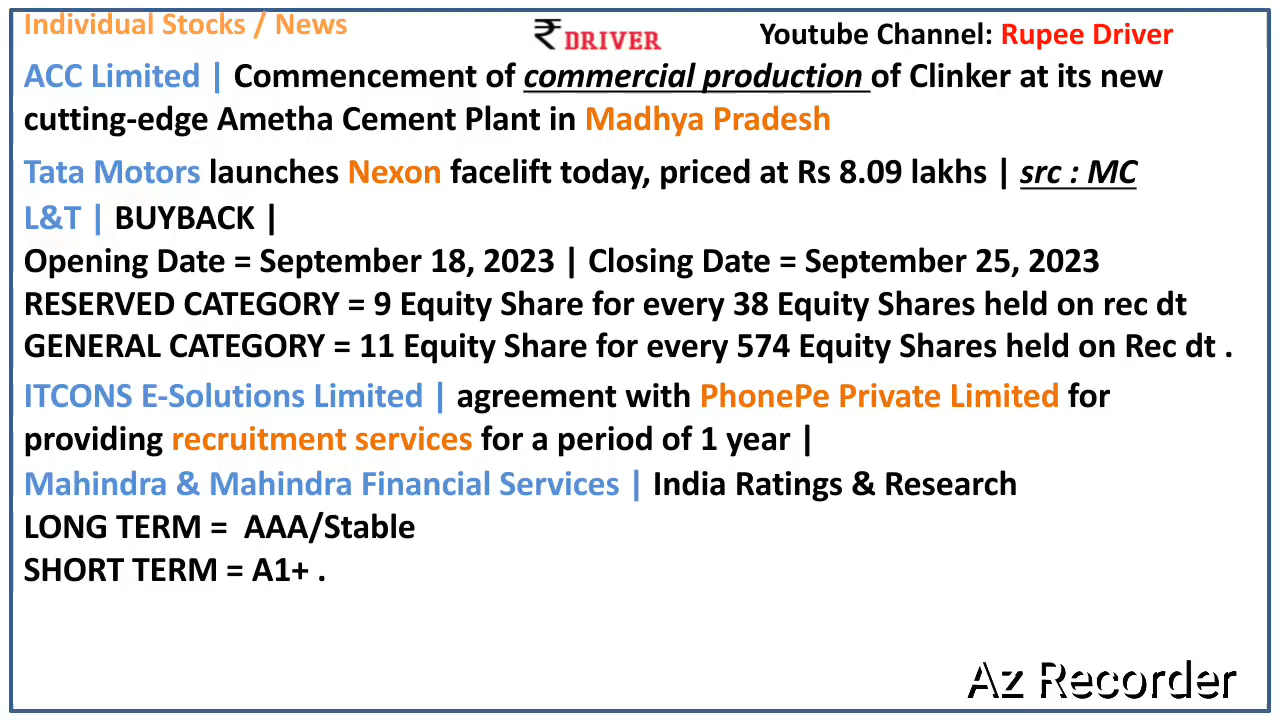 Individual Stocks / News
₹ DRIVER
Youtube Channel: Rupee Driver
ACC Limited | Commencement of commercial production of Clinker at its new
cutting-edge Ametha Cement Plant in Madhya Pradesh
Tata Motors launches Nexon facelift today, priced at Rs 8.09 lakhs | src : MC
L&T | BUYBACK |
Opening Date = September 18, 2023 | Closing Date = September 25, 2023
RESERVED CATEGORY = 9 Equity Share for every 38 Equity Shares held on rec dt
GENERAL CATEGORY = 11 Equity Share for every 574 Equity Shares held on Rec dt .
ITCONS E-Solutions Limited | agreement with PhonePe Private Limited for
providing recruitment services for a period of 1 year |
Mahindra & Mahindra Financial Services | India Ratings & Research
LONG TERM = AAA/Stable
SHORT TERM = A1+ .
Az Recorder